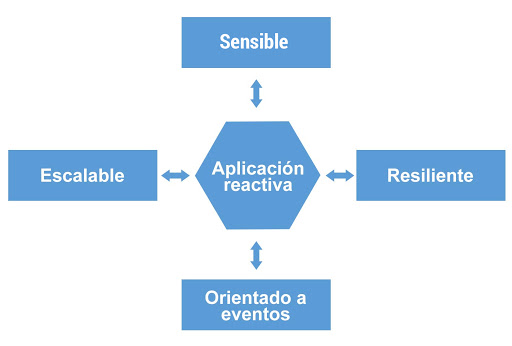 Sensible
Escalable
Aplicación
reactiva
Resiliente
Orientado a
eventos